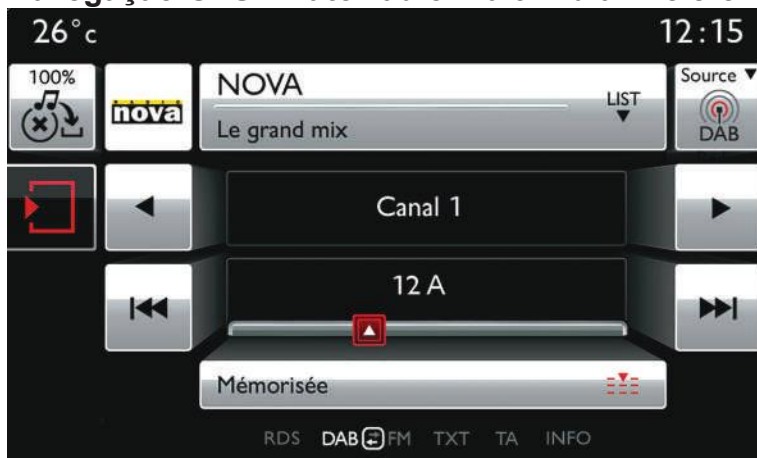 26°c
12:15
100%
nova
NOVA
Le grand mix
LIST
Source
DAB
Canal 1
12 A
Mémorisée
RDS DAB FM TXT TA INFO